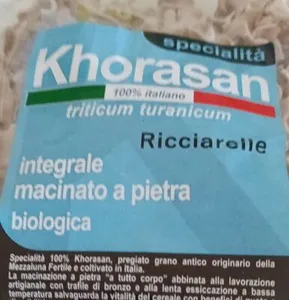 specialità
Khorasan
100% italiano
triticum turanicum
Ricciarelle
integrale
macinato a pietra
biologica
Specialità 100% Khorasan, pregiato grano antico originario della
Mezzaluna Fertile e coltivato in Italia.
La macinazione a pietra "a tutto corpo" abbinata alla lavorazione
artigianale con trafile di bronzo e alla lenta essiccazione a bassa
temperatura salvaguarda la vitalità del cereale con benefici di